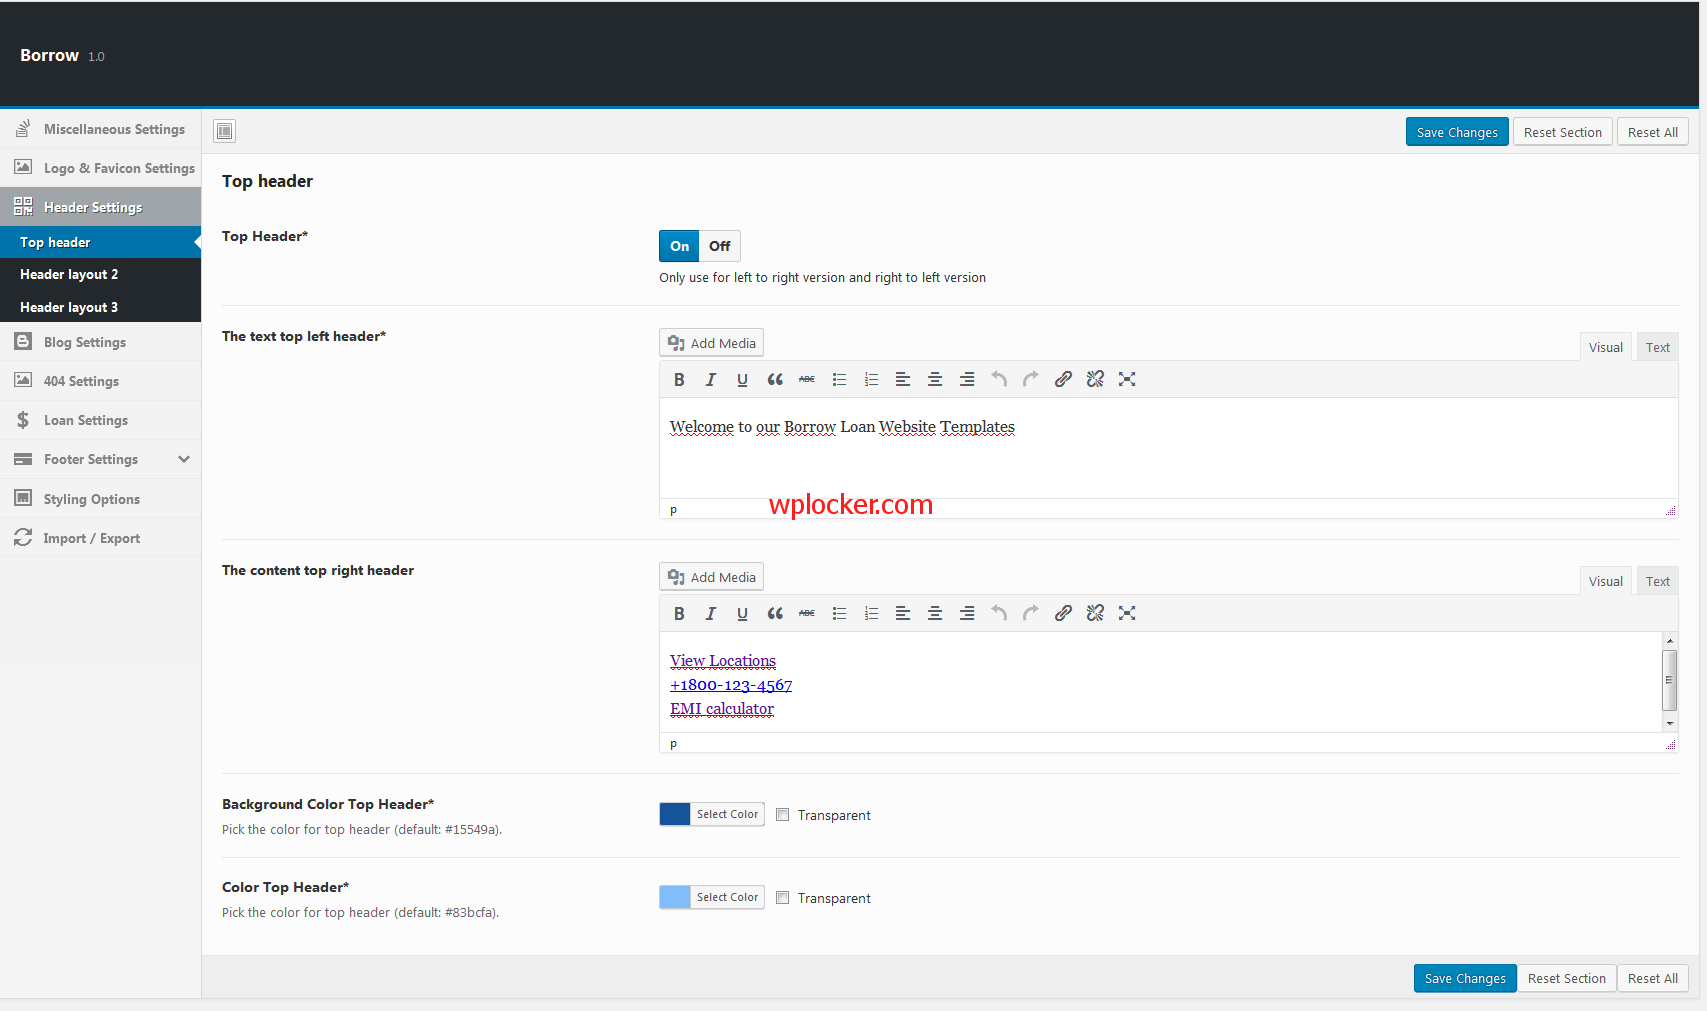 Borrow 1.0
Miscellaneous Settings
Logo & Favicon Settings
Header Settings
Top header
Header layout 2
Header layout 3
Blog Settings
404 Settings
Loan Settings
Footer Settings
Styling Options
Import / Export
Save Changes Reset Section Reset All
Top header
Top Header*
On Off
Only use for left to right version and right to left version
The text top left header*
Add Media
Visual Text
B I U ABC
Welcome to our Borrow Loan Website Templates
p
wplocker.com
The content top right header
Add Media
Visual Text
B I U ABC
View Locations
+1800-123-4567
EMI calculator
p
Background Color Top Header*
Pick the color for top header (default: #15549a).
Select Color Transparent
Color Top Header*
Pick the color for top header (default: #83bcfa).
Select Color Transparent
Save Changes Reset Section Reset All